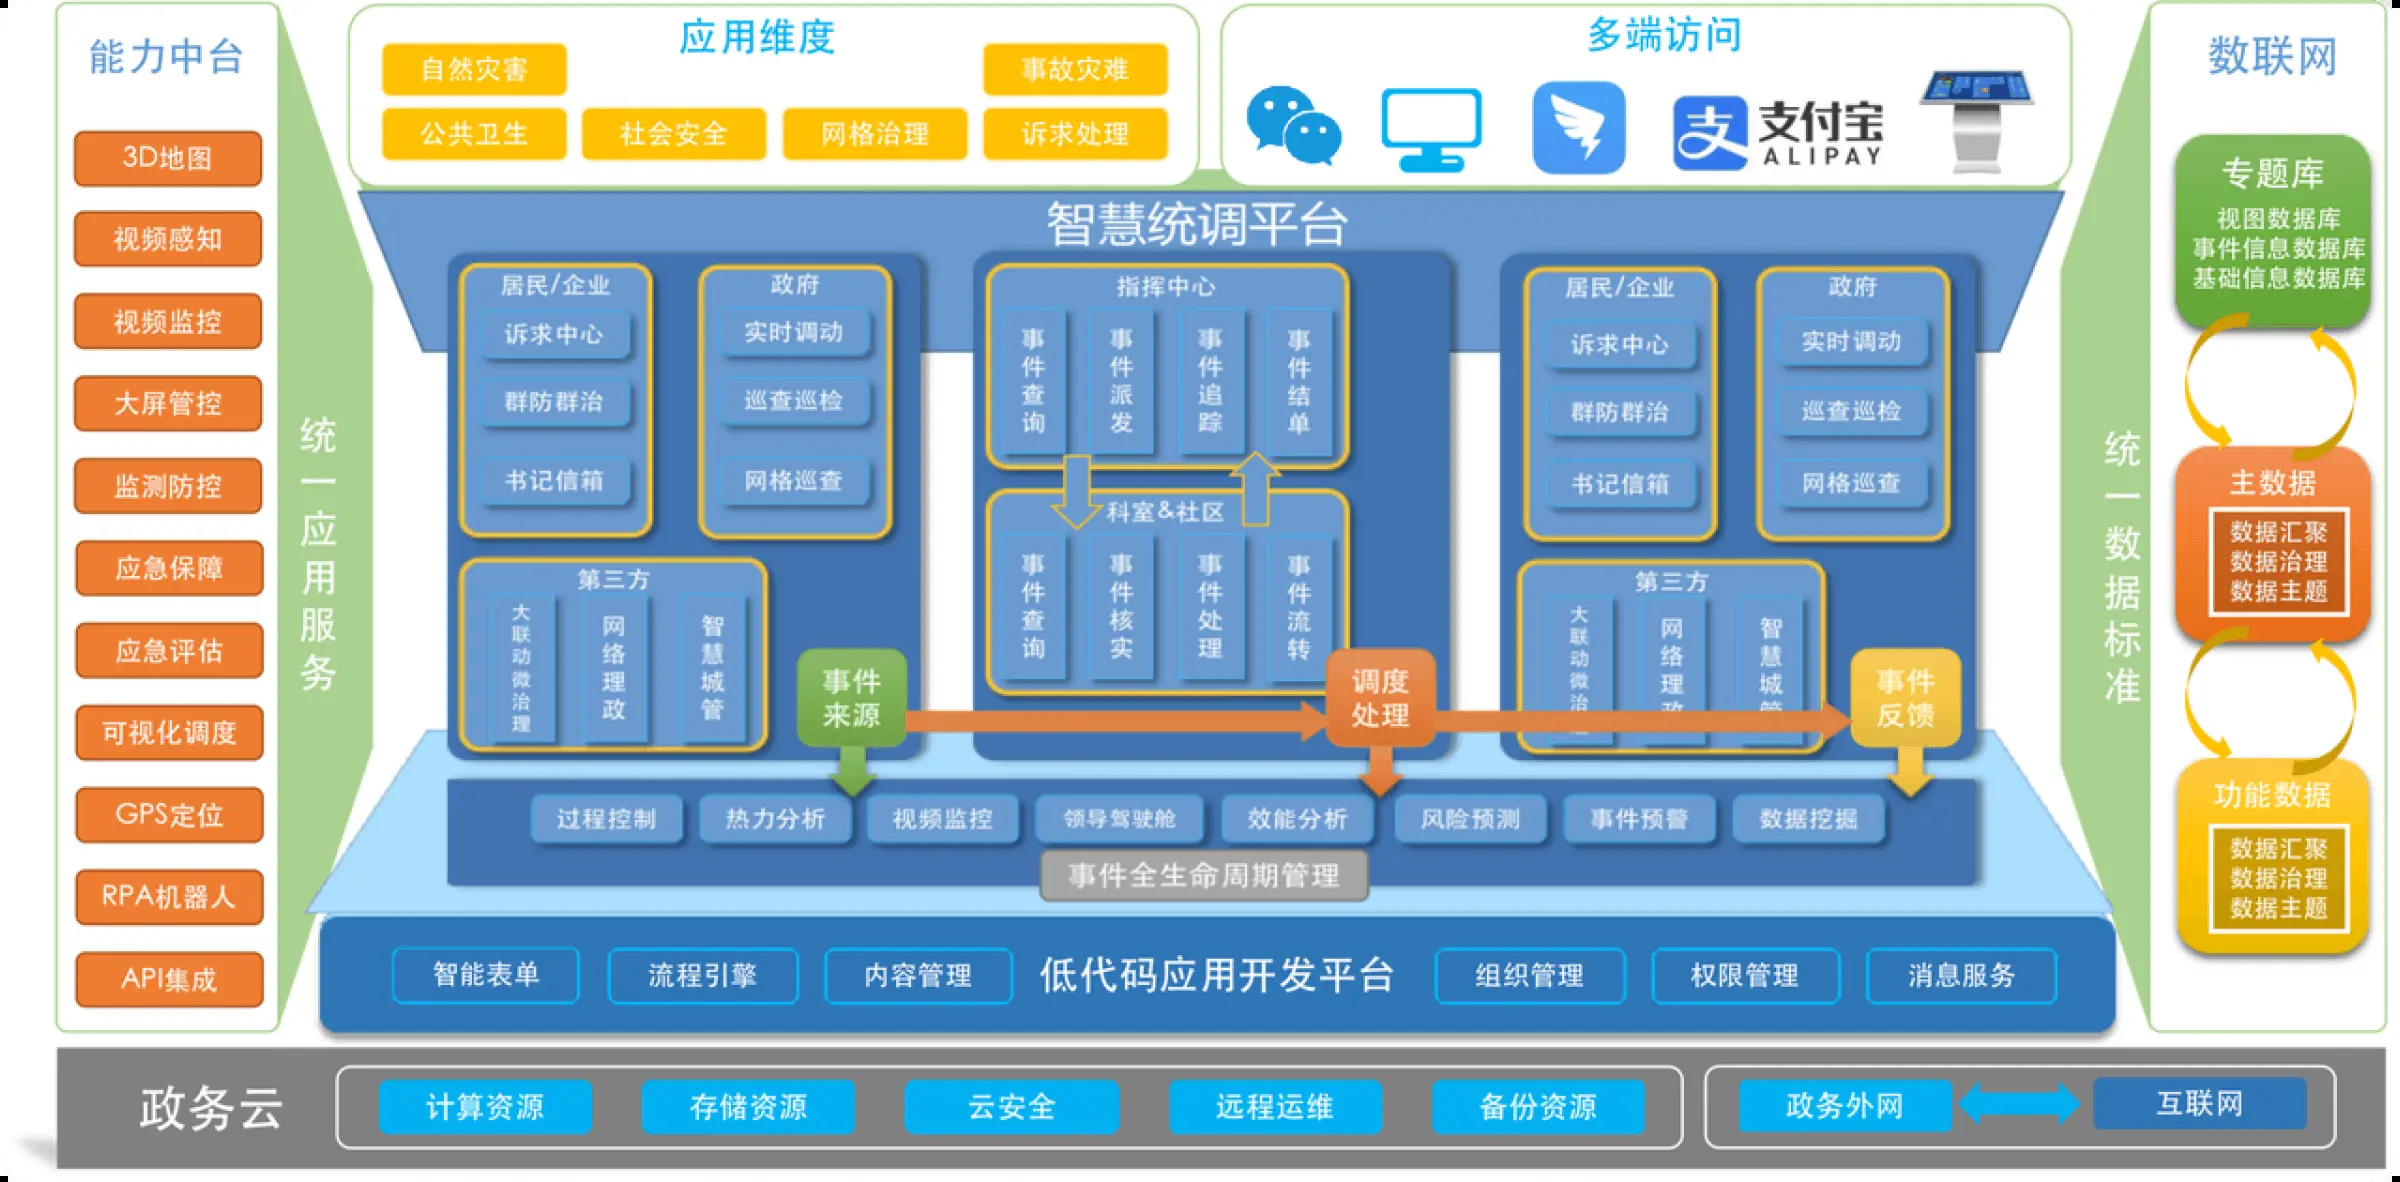 能力中台
3D地图
视频感知
视频监控
大屏管控
监测防控
应急保障
应急评估
可视化调度
GPS定位
RPA机器人
API集成
统一应用服务
应用维度
自然灾害
事故灾难
公共卫生
社会安全
网格治理
诉求处理
多端访问
支付宝
ALIPAY
智慧统调平台
居民/企业
诉求中心
群防群治
书记信箱
政府
实时调动
巡查巡检
网格巡查
第三方
大联动微治理
网络理政
智慧城管
事件
来源
指挥中心
事件查询
事件派发
事件追踪
事件结单
科室&社区
事件查询
事件核实
事件处理
事件流转
调度
处理
居民/企业
诉求中心
群防群治
书记信箱
政府
实时调动
巡查巡检
网格巡查
第三方
大联动微治理
网络理政
智慧城管
事件
反馈
过程控制
热力分析
视频监控
领导驾驶舱
效能分析
风险预测
事件预警
数据挖掘
事件全生命周期管理
智能表单
流程引擎
内容管理
低代码应用开发平台
组织管理
权限管理
消息服务
统一数据标准
数联网
专题库
视图数据库
事件信息数据库
基础信息数据库
主数据
数据汇聚
数据治理
数据主题
功能数据
数据汇聚
数据治理
数据主题
政务云
计算资源
存储资源
云安全
远程运维
备份资源
政务外网
互联网